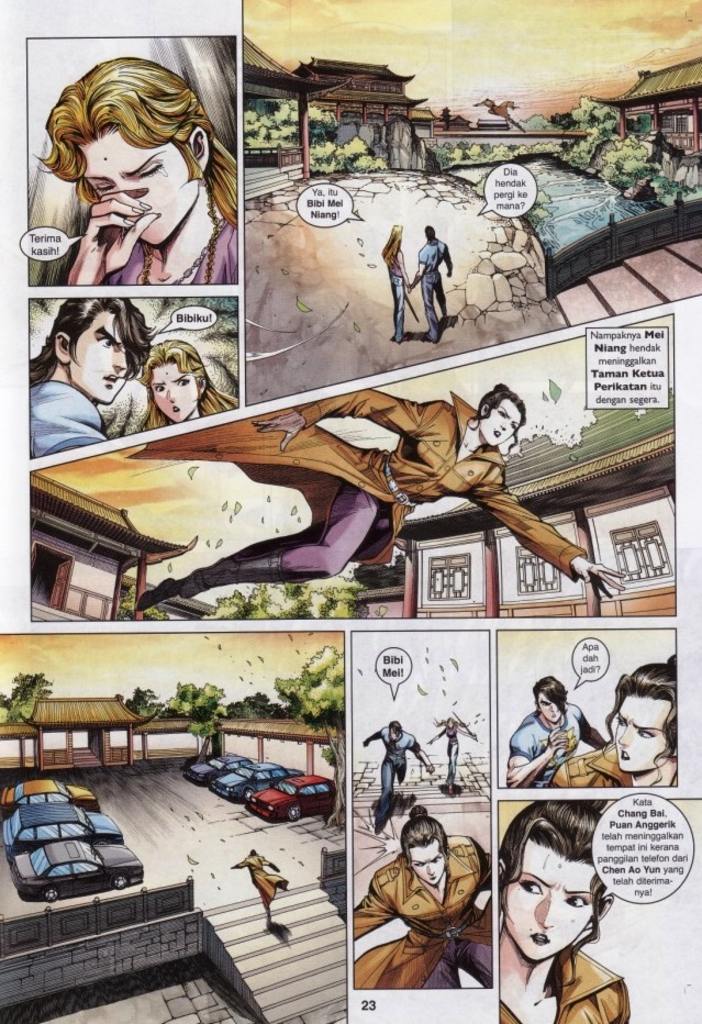 Terima
kasih!
Ya, itu
Bibi Mei
Niang!
Dia
hendak
pergi ke
mana?
Bibiku!
Nampaknya Mei
Niang hendak
meninggalkan
Taman Ketua
Perikatan itu
dengan segera.
Bibi
Mei!
Apa
dah
jadi?
Kata
Chang Bai,
Puan Anggerik
telah meninggalkan
tempat ini kerana
panggilan telefon dari
Chen Ao Yun yang
telah diterima-
nya!
23